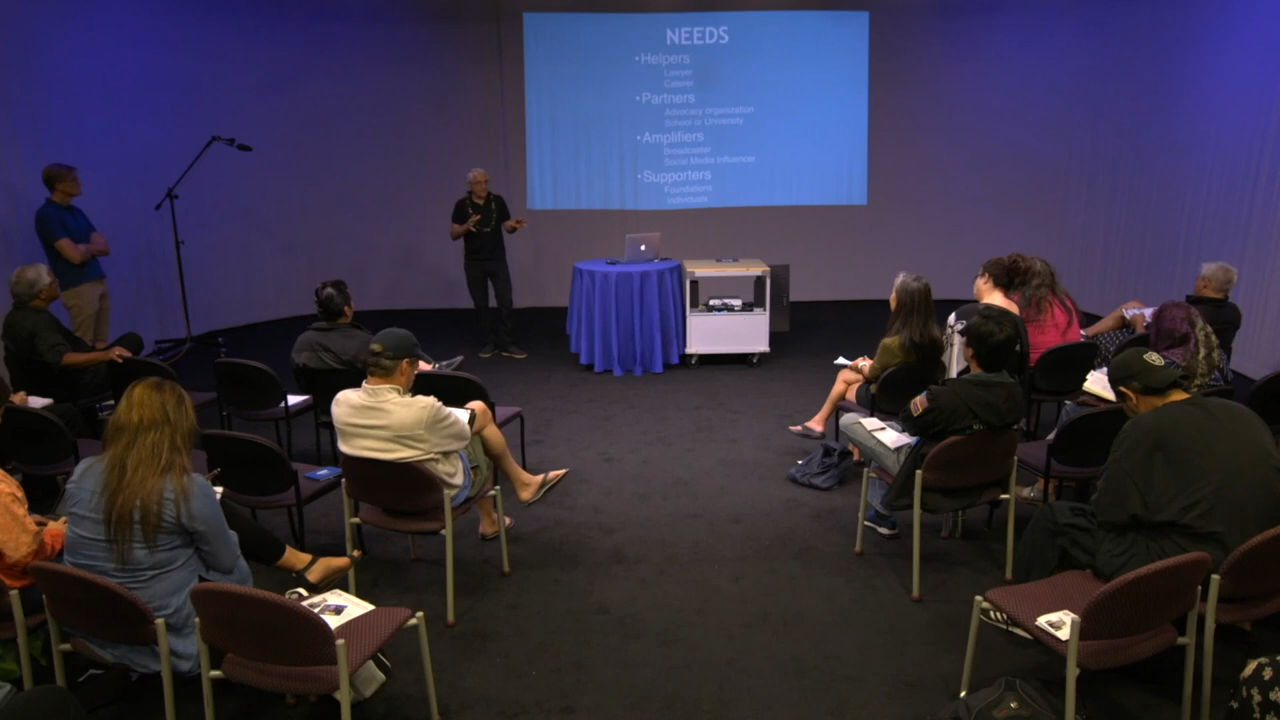 NEEDS
•Helpers
Lawyer
Caterer
•Partners
Advocacy organization
School or University
•Amplifiers
Broadcaster
Social Media Influencer
•Supporters
Foundations
Individuals